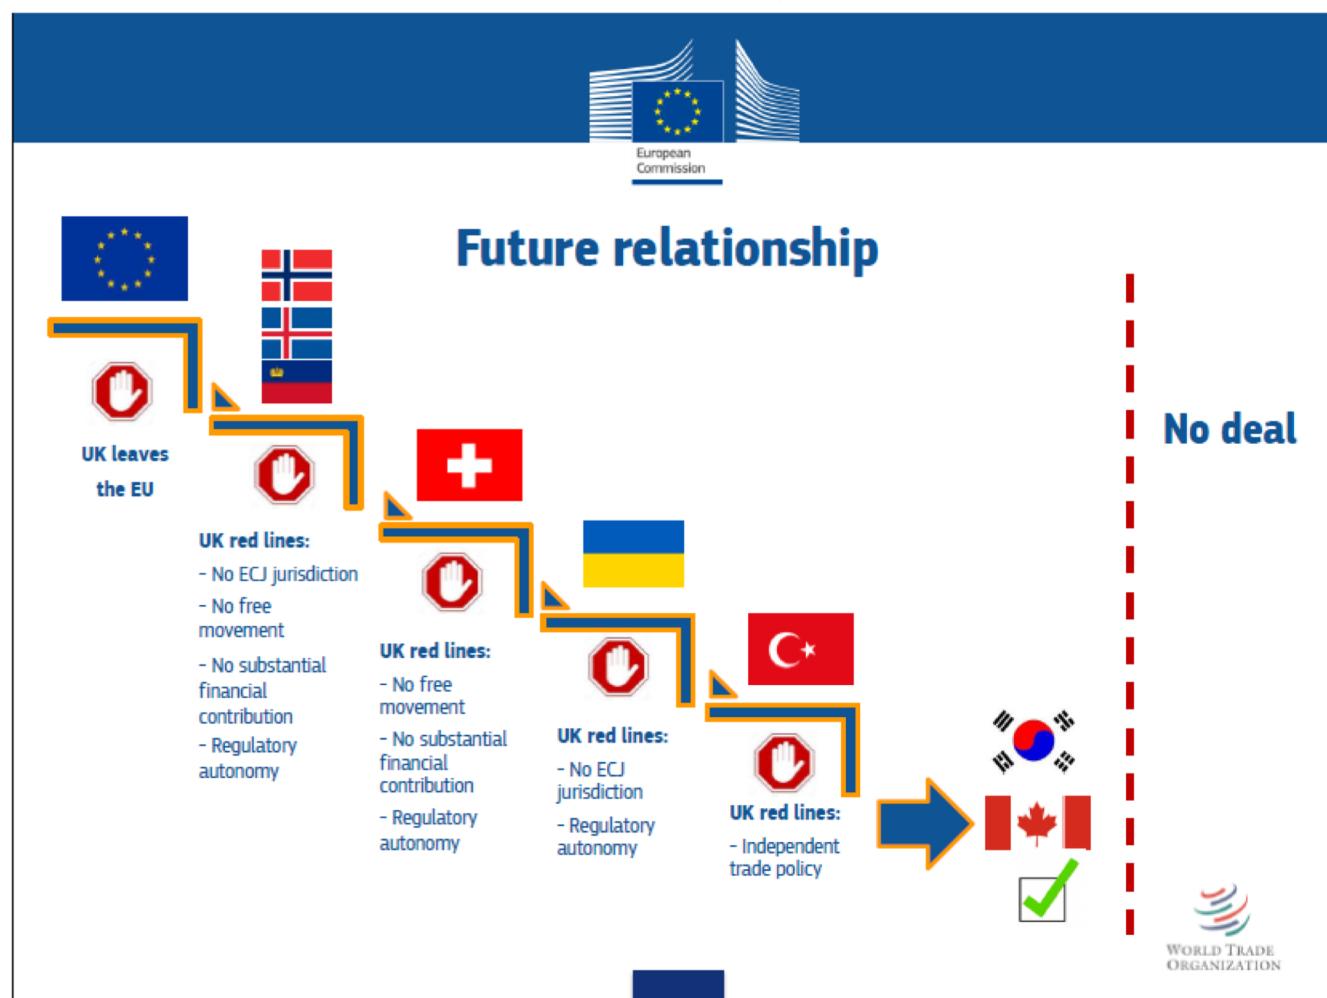 European
Commission
Future relationship
No deal
UK leaves
the EU
UK red lines:
- No ECJ jurisdiction
- No free
movement
- No substantial
financial
contribution
- Regulatory
autonomy
UK red lines:
- No free
movement
- No substantial
financial
contribution
- Regulatory
autonomy
UK red lines:
- No ECJ
jurisdiction
- Regulatory
autonomy
UK red lines:
- Independent
trade policy
WORLD TRADE
ORGANIZATION